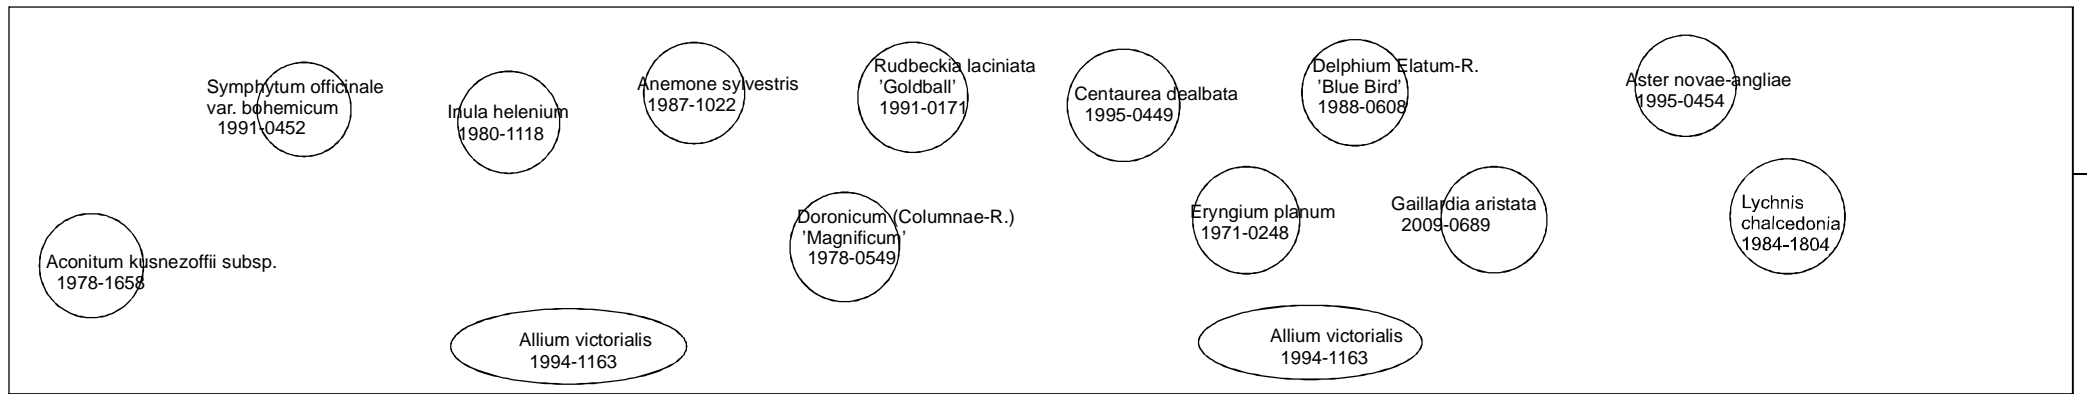 Symphytum officinale
var. bohemicum
1991-0452
Inula helenium
1980-1118
Anemone sylvestris
1987-1022
Rudbeckia laciniata
’Goldball’
1991-0171
Centaurea dealbata
1995-0449
Delphium Elatum-R.
’Blue Bird’
1988-0608
Aster novae-angliae
1995-0454
Aconitum kusnezoffii subsp.
1978-1658
Doronicum (Columnae-R.)
’Magnificum’
1978-0549
Eryngium planum
1971-0248
Gaillardia aristata
2009-0689
Lychnis
chalcedonia
1984-1804
Allium victorialis
1994-1163
Allium victorialis
1994-1163